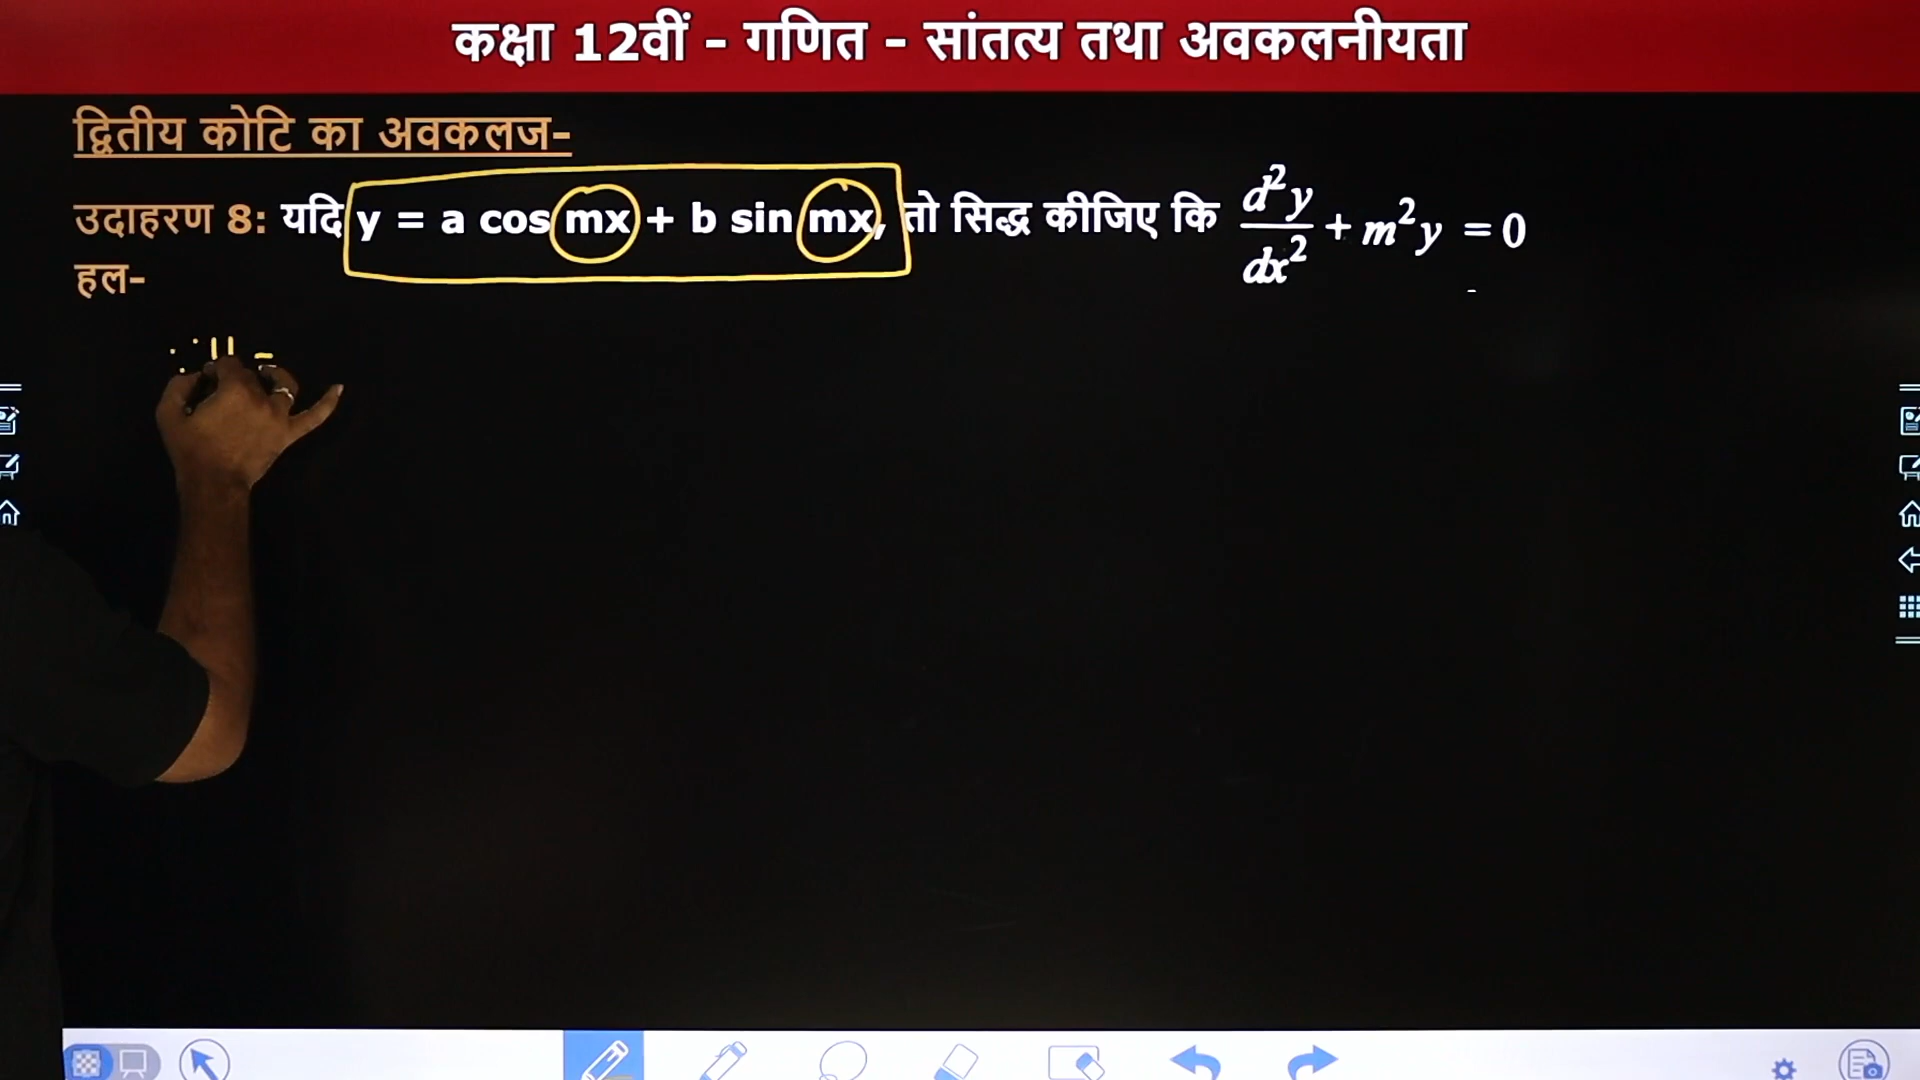 कक्षा 12वीं - गणित - सांतत्य तथा अवकलनीयता
द्वितीय कोटि का अवकलज-
उदाहरण 8: यदि y = a cos mx + b sin mx, तो सिद्ध कीजिए कि d²y/dx² + m²y = 0
हल-
∵ y =